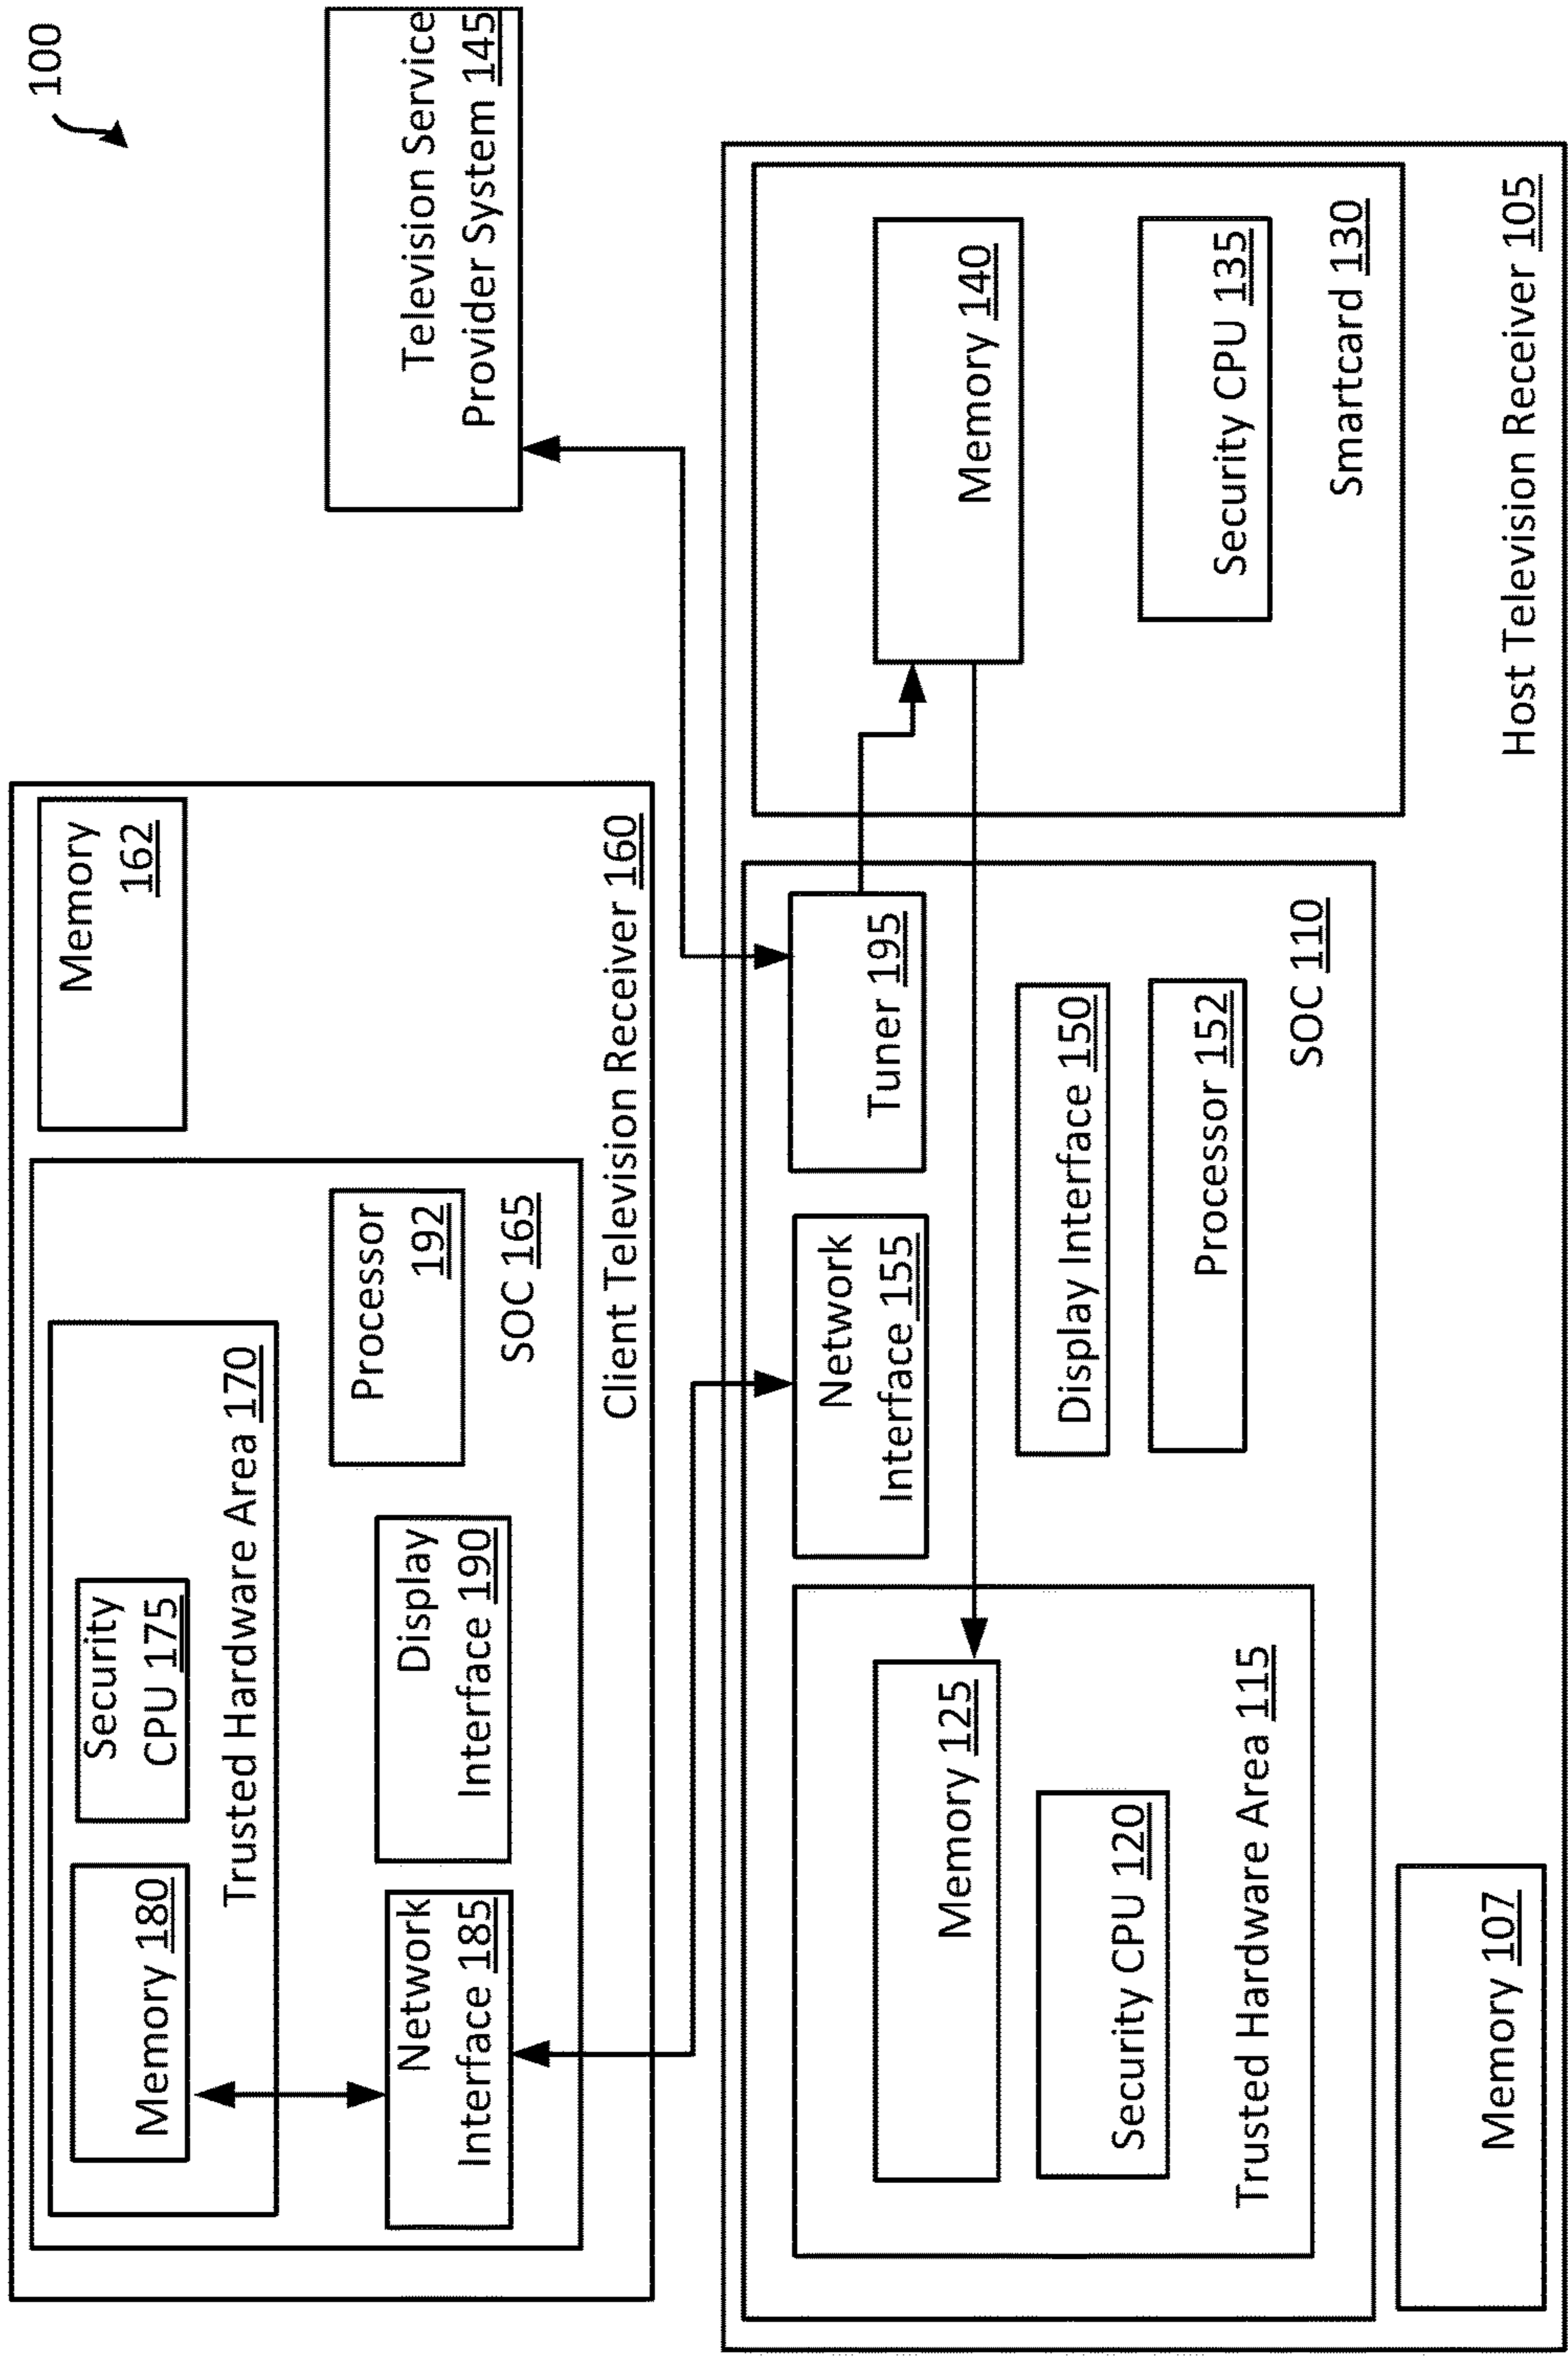 100
Television Service
Provider System 145
Memory
162
Security
CPU 175
Memory 180
Trusted Hardware Area 170
Processor
192
Display
Interface 190
Network
Interface 185
SOC 165
Client Television Receiver 160
Network
Interface 155
Tuner 195
Memory 125
Security CPU 120
Trusted Hardware Area 115
Display Interface 150
Processor 152
SOC 110
Memory 140
Security CPU 135
Smartcard 130
Memory 107
Host Television Receiver 105